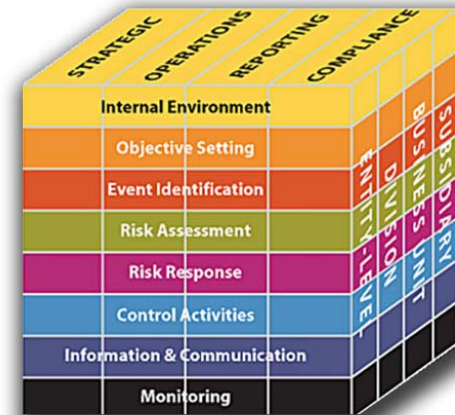 STRATEGIC
OPERATIONS
REPORTING
COMPLIANCE
Internal Environment
Objective Setting
Event Identification
Risk Assessment
Risk Response
Control Activities
Information & Communication
Monitoring
ENTITY-LEVEL
DIVISION
BUSINESS UNIT
SUBSIDIARY